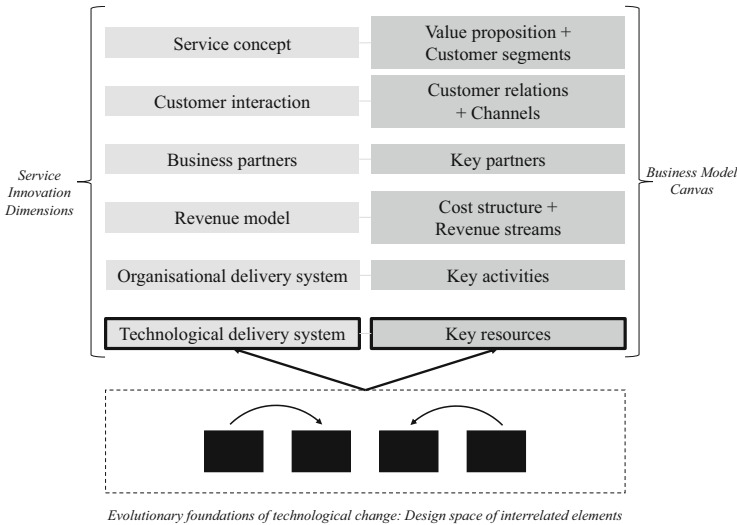 Service concept
Value proposition +
Customer segments
Customer interaction
Customer relations
+ Channels
Service
Innovation
Dimensions
Business partners
Key partners
Business Model
Canvas
Revenue model
Cost structure +
Revenue streams
Organisational delivery system
Key activities
Technological delivery system
Key resources
Evolutionary foundations of technological change: Design space of interrelated elements